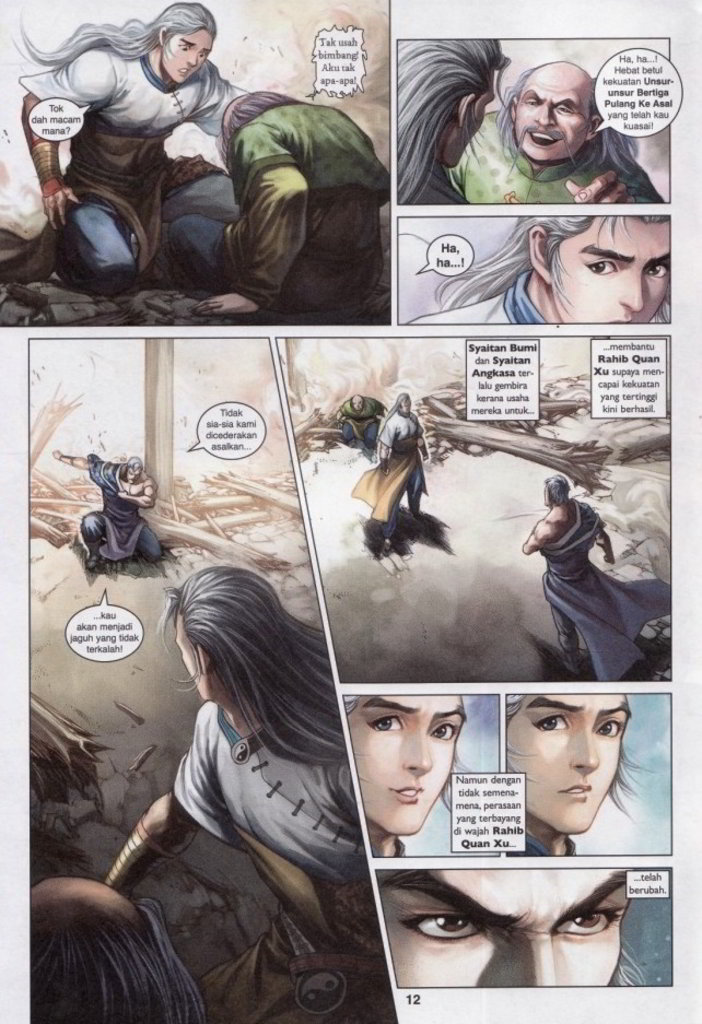 Tok
dah macam
mana?
Tak usah
bimbang!
Aku tak
apa-apa!
Ha, ha...!
Hebat betul
kekuatan Unsur-
unsur Bertiga
Pulang Ke Asal
yang telah kau
kuasai!
Ha,
ha...!
Tidak
sia-sia kami
dicederakan
asalkan...
...kau
akan menjadi
jaguh yang tidak
terkalah!
Syaitan Bumi
dan Syaitan
Angkasa ter-
lalu gembira
kerana usaha
mereka untuk...
...membantu
Rahib Quan
Xu supaya men-
capai kekuatan
yang tertinggi
kini berhasil.
Namun dengan
tidak semena-
mena, perasaan
yang terbayang
di wajah Rahib
Quan Xu...
...telah
berubah.
12